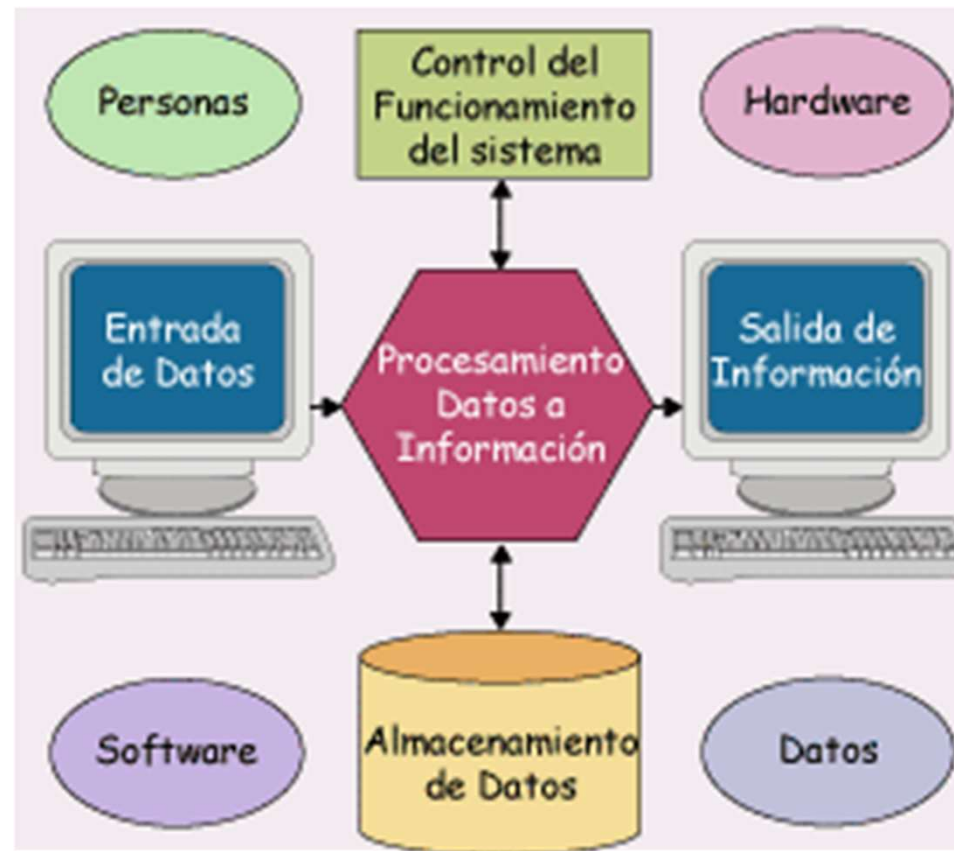 Personas
Control del
Funcionamiento
del sistema
Hardware
Entrada
de Datos
Procesamiento
Datos a
Información
Salida de
Información
Software
Almacenamiento
de Datos
Datos